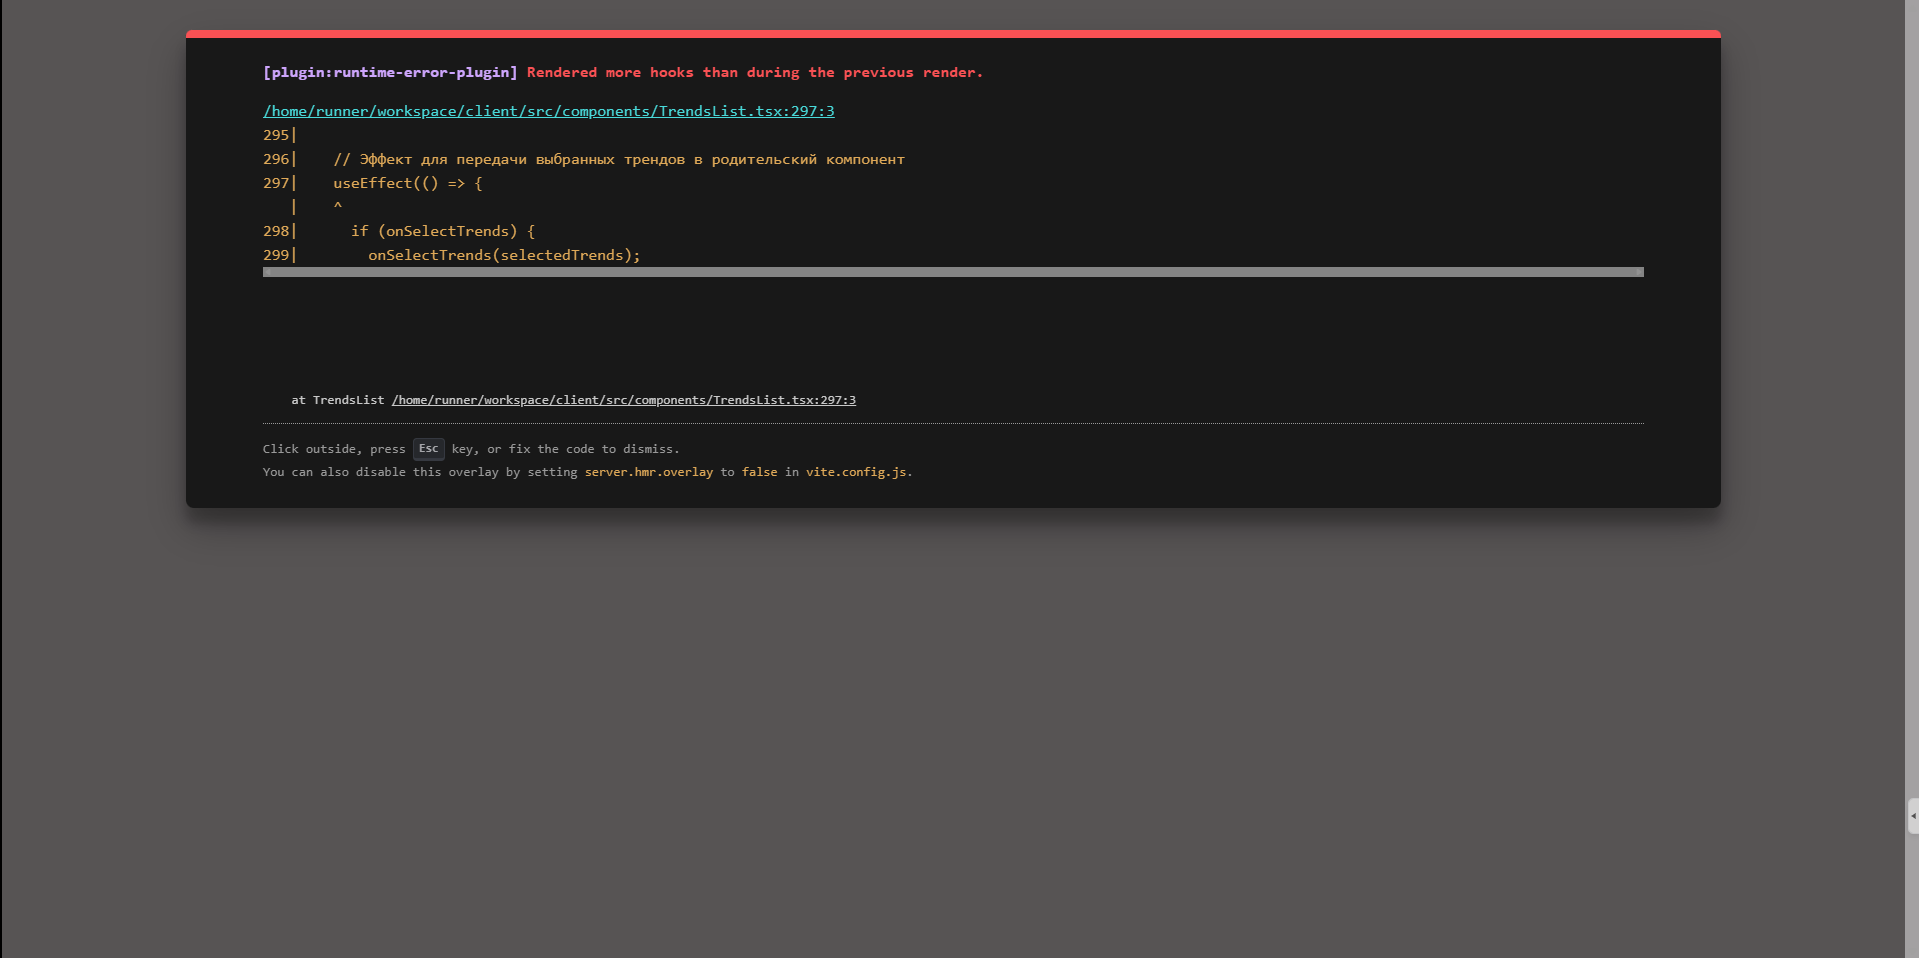 [plugin:runtime-error-plugin] Rendered more hooks than during the previous render.
/home/runner/workspace/client/src/components/TrendsList.tsx:297:3
295|
296|    // Эффект для передачи выбранных трендов в родительский компонент
297|    useEffect(() => {
   |    ^
298|      if (onSelectTrends) {
299|        onSelectTrends(selectedTrends);
at TrendsList /home/runner/workspace/client/src/components/TrendsList.tsx:297:3
Click outside, press Esc key, or fix the code to dismiss.
You can also disable this overlay by setting server.hmr.overlay to false in vite.config.js.